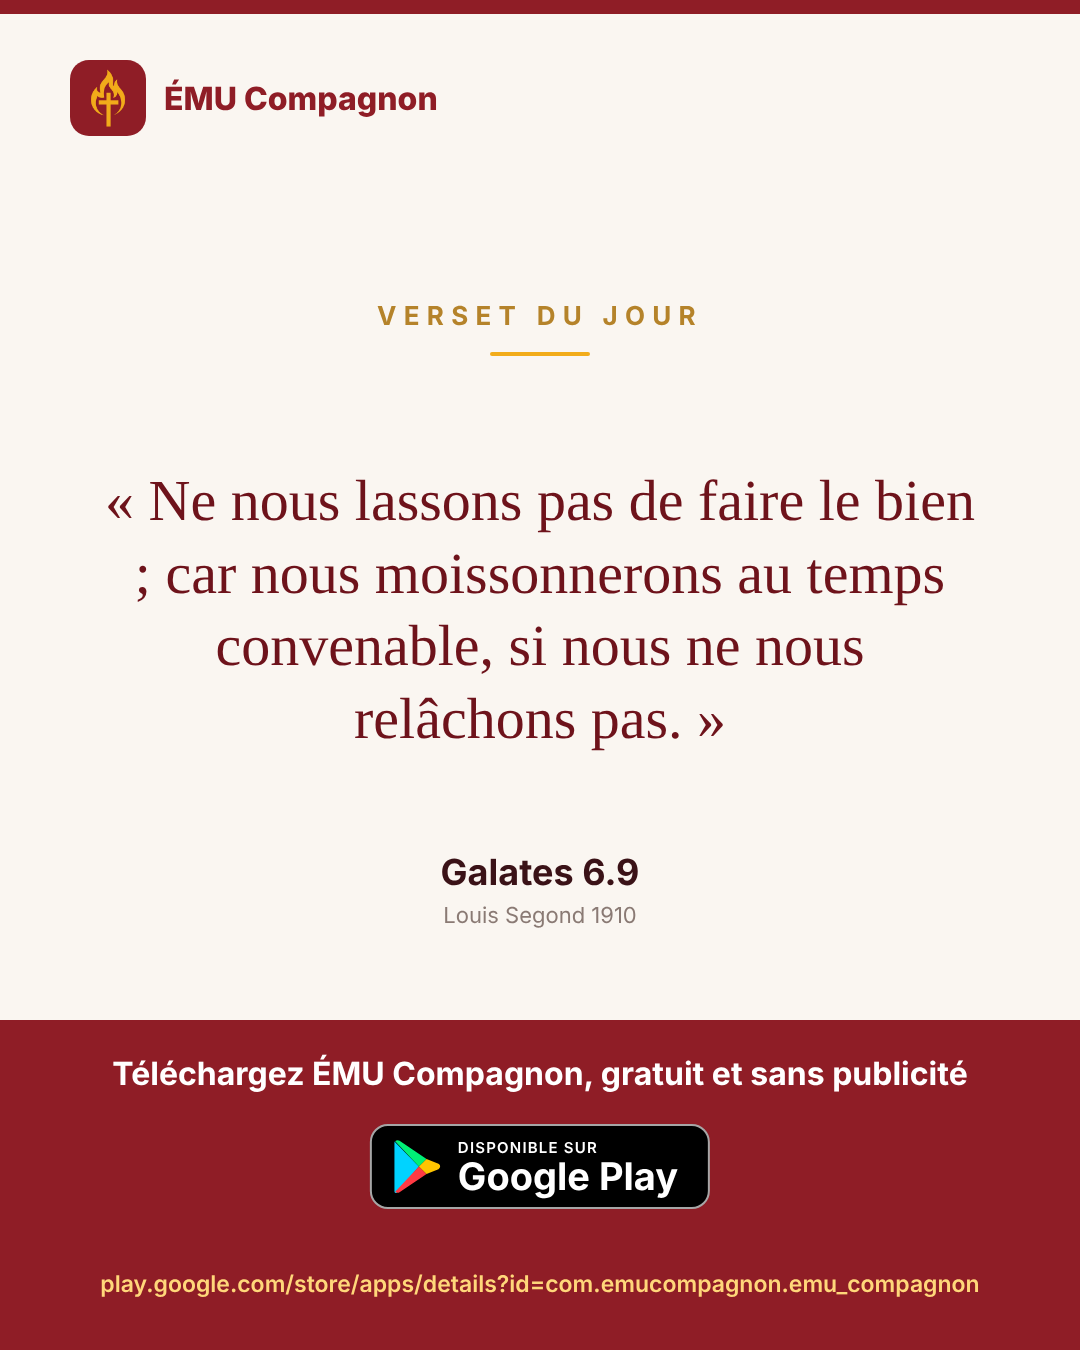 ÉMU Compagnon
VERSET DU JOUR
« Ne nous lassons pas de faire le bien
; car nous moissonnerons au temps
convenable, si nous ne nous
relâchons pas. »
Galates 6.9
Louis Segond 1910
Téléchargez ÉMU Compagnon, gratuit et sans publicité
DISPONIBLE SUR
Google Play
play.google.com/store/apps/details?id=com.emucompagnon.emu_compagnon